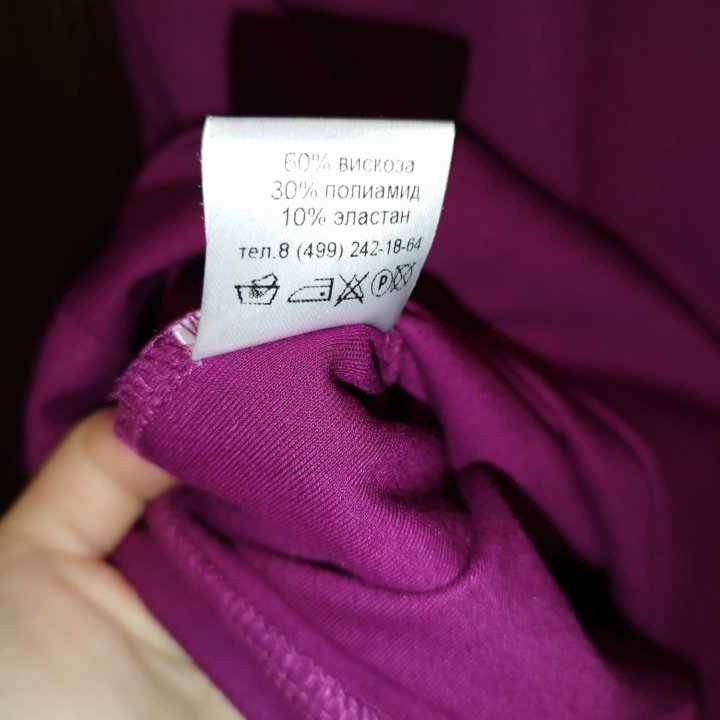 60% вискоза
30% полиамид
10% эластан
тел.8 (499) 242-18-64
P